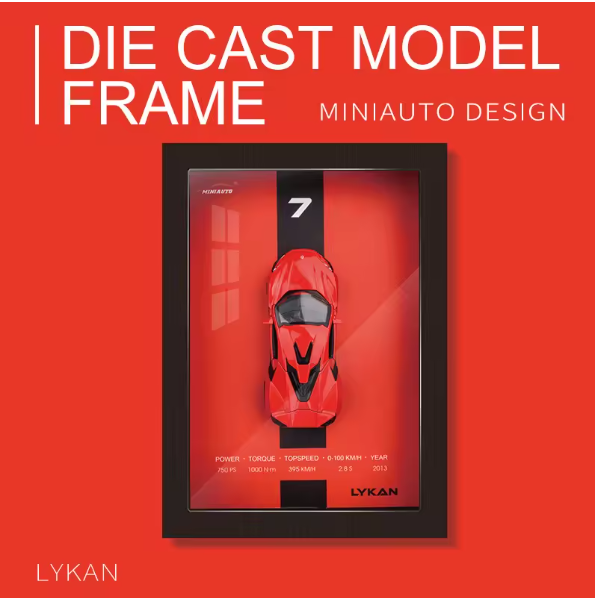 DIE CAST MODEL
FRAME
MINIAUTO DESIGN
MINIAUTO
7
POWER · TORQUE · TOPSPEED · 0-100 KM/H · YEAR
750 PS 1000 N·m 395 KM/H 2.8 S 2013
LYKAN
LYKAN